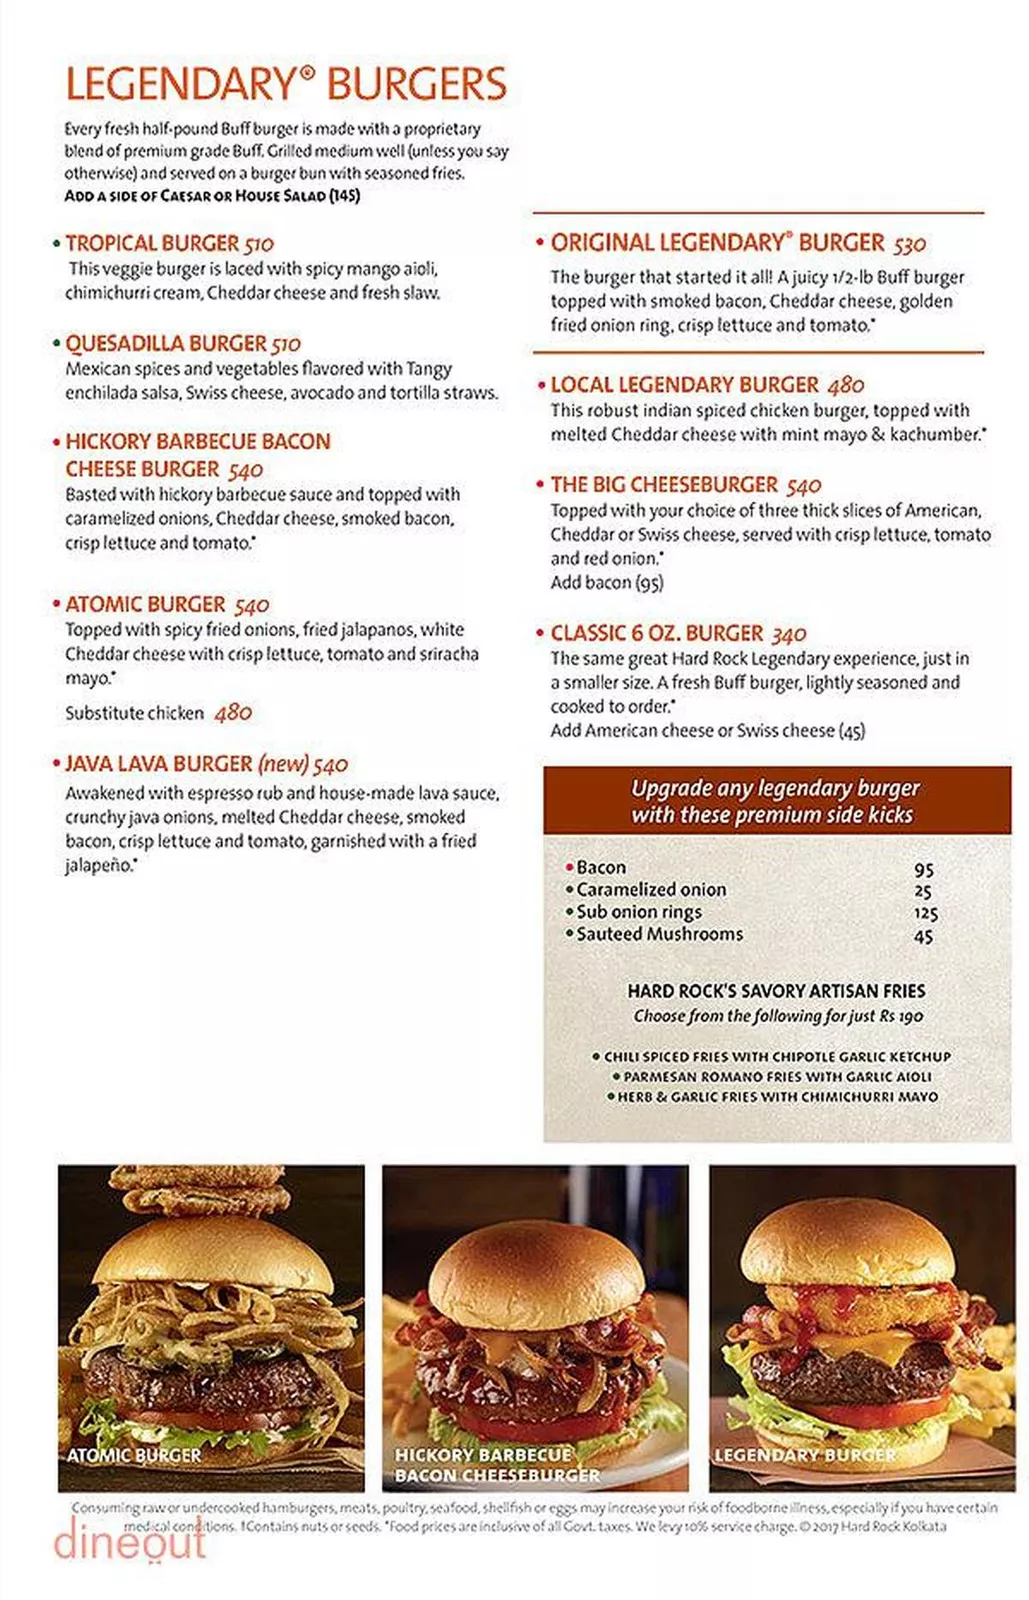 LEGENDARY® BURGERS
Every fresh half-pound Buff burger is made with a proprietary
blend of premium grade Buff. Grilled medium well (unless you say
otherwise) and served on a burger bun with seasoned fries.
ADD A SIDE OF CAESAR OR HOUSE SALAD (145)
• TROPICAL BURGER 510
This veggie burger is laced with spicy mango aioli,
chimichurri cream, Cheddar cheese and fresh slaw.
• QUESADILLA BURGER 510
Mexican spices and vegetables flavored with Tangy
enchilada salsa, Swiss cheese, avocado and tortilla straws.
• HICKORY BARBECUE BACON
CHEESE BURGER 540
Basted with hickory barbecue sauce and topped with
caramelized onions, Cheddar cheese, smoked bacon,
crisp lettuce and tomato.*
• ATOMIC BURGER 540
Topped with spicy fried onions, fried jalapanos, white
Cheddar cheese with crisp lettuce, tomato and sriracha
mayo.*
Substitute chicken 480
• JAVA LAVA BURGER (new) 540
Awakened with espresso rub and house-made lava sauce,
crunchy java onions, melted Cheddar cheese, smoked
bacon, crisp lettuce and tomato, garnished with a fried
jalapeño.*
• ORIGINAL LEGENDARY® BURGER 530
The burger that started it all! A juicy 1/2-lb Buff burger
topped with smoked bacon, Cheddar cheese, golden
fried onion ring, crisp lettuce and tomato.*
• LOCAL LEGENDARY BURGER 480
This robust indian spiced chicken burger, topped with
melted Cheddar cheese with mint mayo & kachumber.*
• THE BIG CHEESEBURGER 540
Topped with your choice of three thick slices of American,
Cheddar or Swiss cheese, served with crisp lettuce, tomato
and red onion.*
Add bacon (95)
• CLASSIC 6 OZ. BURGER 340
The same great Hard Rock Legendary experience, just in
a smaller size. A fresh Buff burger, lightly seasoned and
cooked to order.*
Add American cheese or Swiss cheese (45)
Upgrade any legendary burger
with these premium side kicks
• Bacon 95
• Caramelized onion 25
• Sub onion rings 125
• Sauteed Mushrooms 45
HARD ROCK'S SAVORY ARTISAN FRIES
Choose from the following for just Rs 190
• CHILI SPICED FRIES WITH CHIPOTLE GARLIC KETCHUP
• PARMESAN ROMANO FRIES WITH GARLIC AIOLI
• HERB & GARLIC FRIES WITH CHIMICHURRI MAYO
ATOMIC BURGER
HICKORY BARBECUE
BACON CHEESEBURGER
LEGENDARY BURGER
Consuming raw or undercooked hamburgers, meats, poultry, seafood, shellfish or eggs may increase your risk of foodborne illness, especially if you have certain
medical conditions. †Contains nuts or seeds. *Food prices are inclusive of all Govt. taxes. We levy 10% service charge. © 2017 Hard Rock Kolkata
dineout